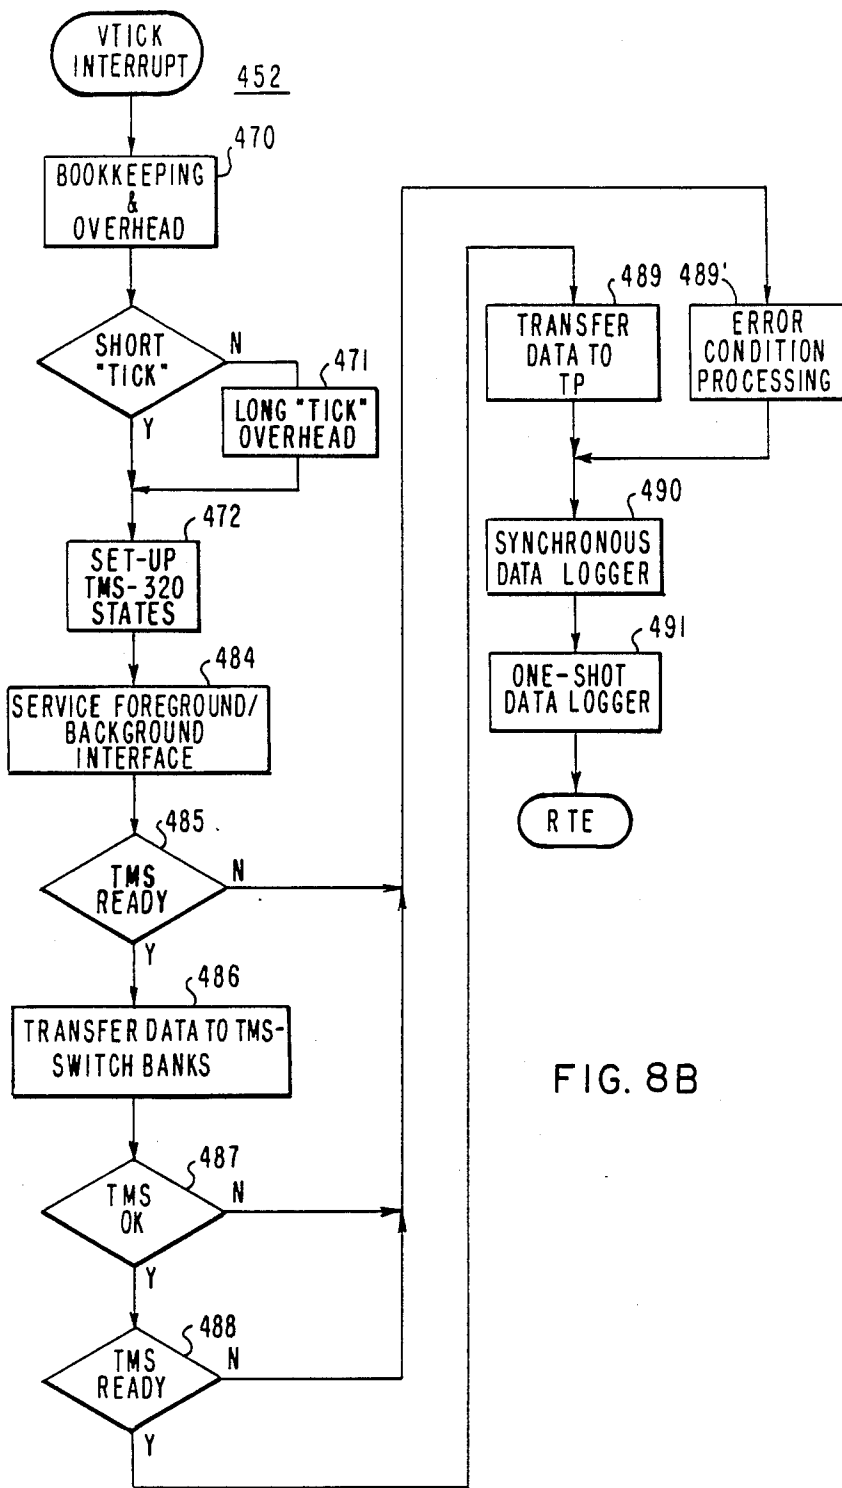 VTICK
INTERRUPT
452
470
BOOKKEEPING
&
OVERHEAD
SHORT
"TICK"
N
Y
471
LONG "TICK"
OVERHEAD
472
SET-UP
TMS-320
STATES
484
SERVICE FOREGROUND/
BACKGROUND
INTERFACE
485
TMS
READY
N
Y
486
TRANSFER DATA TO TMS-
SWITCH BANKS
487
TMS
OK
N
Y
488
TMS
READY
N
Y
489
TRANSFER
DATA TO
TP
489'
ERROR
CONDITION
PROCESSING
490
SYNCHRONOUS
DATA LOGGER
491
ONE-SHOT
DATA LOGGER
RTE
FIG. 8B